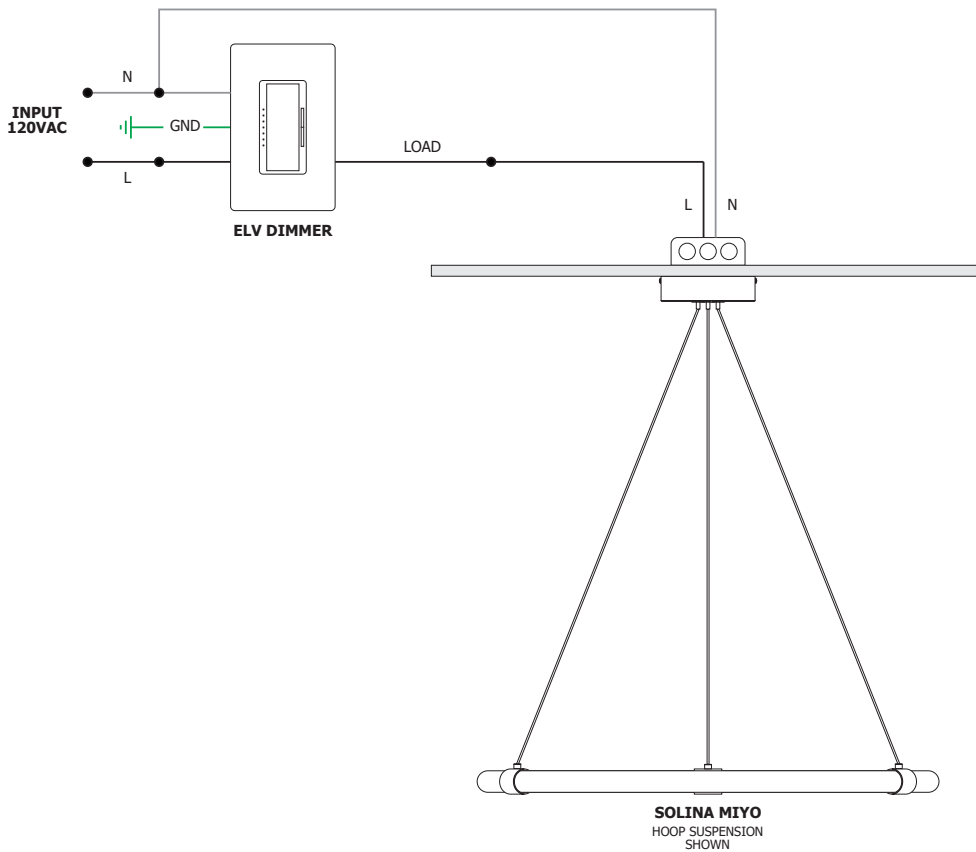 N
INPUT
120VAC
GND
L
LOAD
ELV DIMMER
L
N
SOLINA MIYO
HOOP SUSPENSION
SHOWN